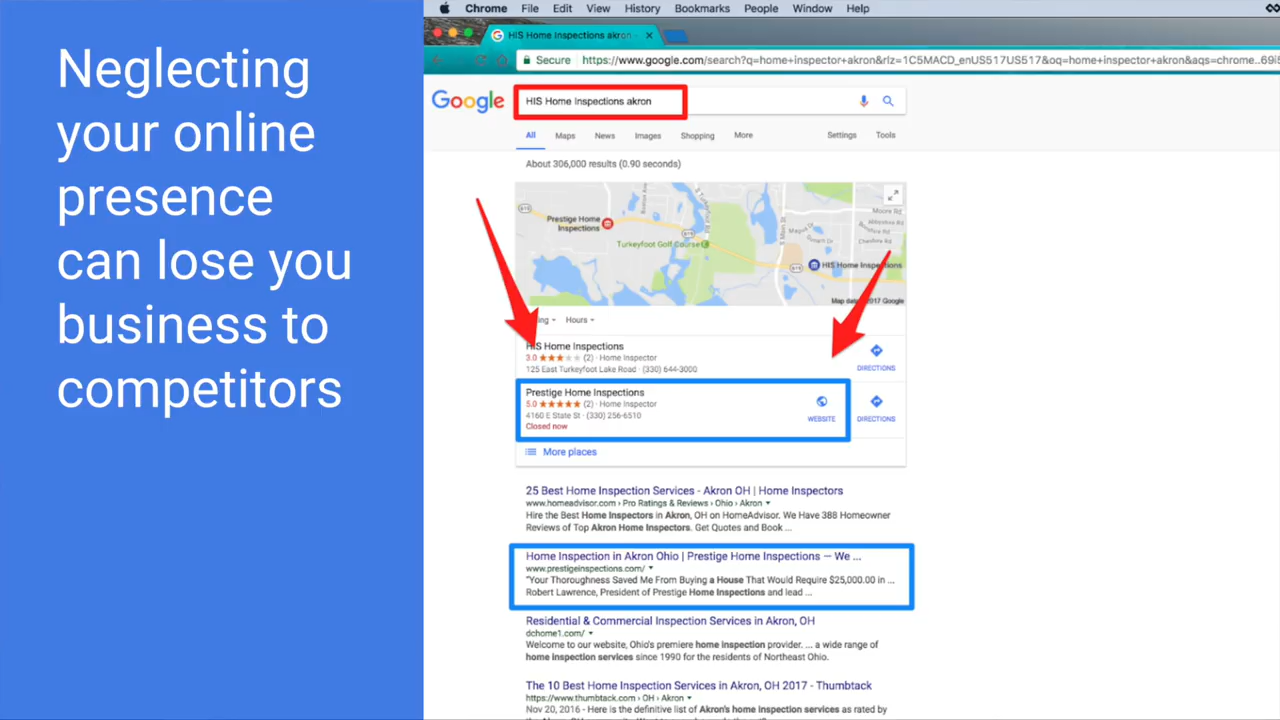 Neglecting
your online
presence
can lose you
business to
competitors
Chrome File Edit View History Bookmarks People Window Help
HIS Home Inspections akron
Secure https://www.google.com/search?q=home+inspector+akron&rlz=1C5MACD_enUS517US517&oq=home+inspector+akron&aqs=chrome..69i5
Google HIS Home Inspections akron
All Maps News Images Shopping More Settings Tools
About 306,000 results (0.90 seconds)
Prestige Home
Inspections
Turkeyfoot Golf Course
S Main St
Moore Rd
HIS Home Inspections
Map data ©2017 Google
Hours
HIS Home Inspections
3.0 (2) · Home Inspector
125 East Turkeyfoot Lake Road · (330) 644-3000
DIRECTIONS
Prestige Home Inspections
5.0 (2) · Home Inspector
4160 E State St · (330) 256-6510
Closed now
WEBSITE
DIRECTIONS
More places
25 Best Home Inspection Services - Akron OH | Home Inspectors
www.homeadvisor.com › Pro Ratings & Reviews › Ohio › Akron
Hire the Best Home Inspectors in Akron, OH on HomeAdvisor. We Have 388 Homeowner
Reviews of Top Akron Home Inspectors. Get Quotes and Book ...
Home Inspection in Akron Ohio | Prestige Home Inspections — We ...
www.prestigeinspections.com/
"Your Thoroughness Saved Me From Buying a House That Would Require $25,000.00 in ...
Robert Lawrence, President of Prestige Home Inspections and lead ...
Residential & Commercial Inspection Services in Akron, OH
dchome1.com/
Welcome to our website, Ohio's premiere home inspection provider. ... a wide range of
home inspection services since 1990 for the residents of Northeast Ohio.
The 10 Best Home Inspection Services in Akron, OH 2017 - Thumbtack
https://www.thumbtack.com › OH › Akron
Nov 20, 2016 - Here is the definitive list of Akron's home inspection services as rated by